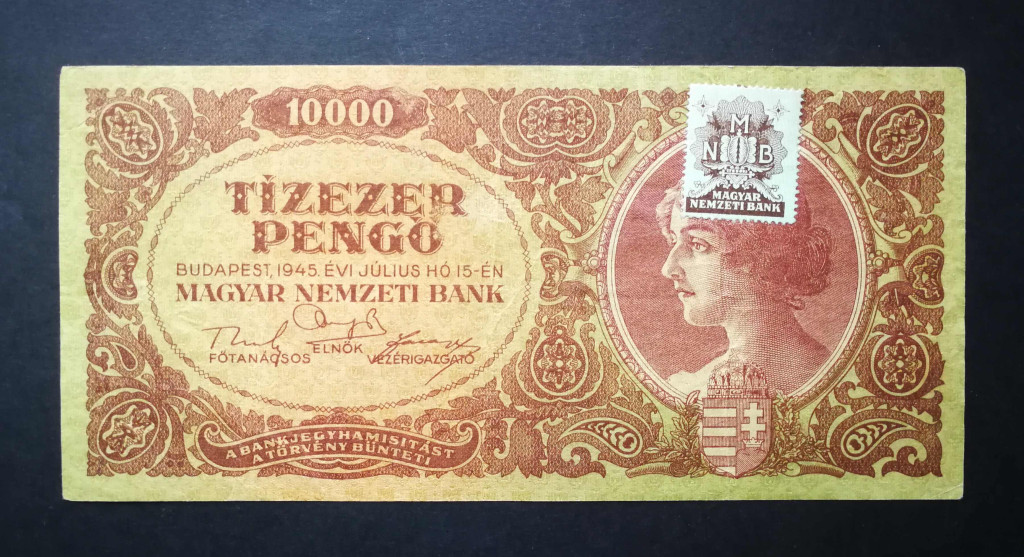 10000
TÍZEZER
PENGŐ
BUDAPEST, 1945. ÉVI JÚLIUS HÓ 15-ÉN
MAGYAR NEMZETI BANK
FŐTANÁCSOS
ELNÖK
VEZÉRIGAZGATÓ
A BANKJEGYHAMISITÁST
A TÖRVÉNY BÜNTETI
M
N B
MAGYAR
NEMZETI BANK